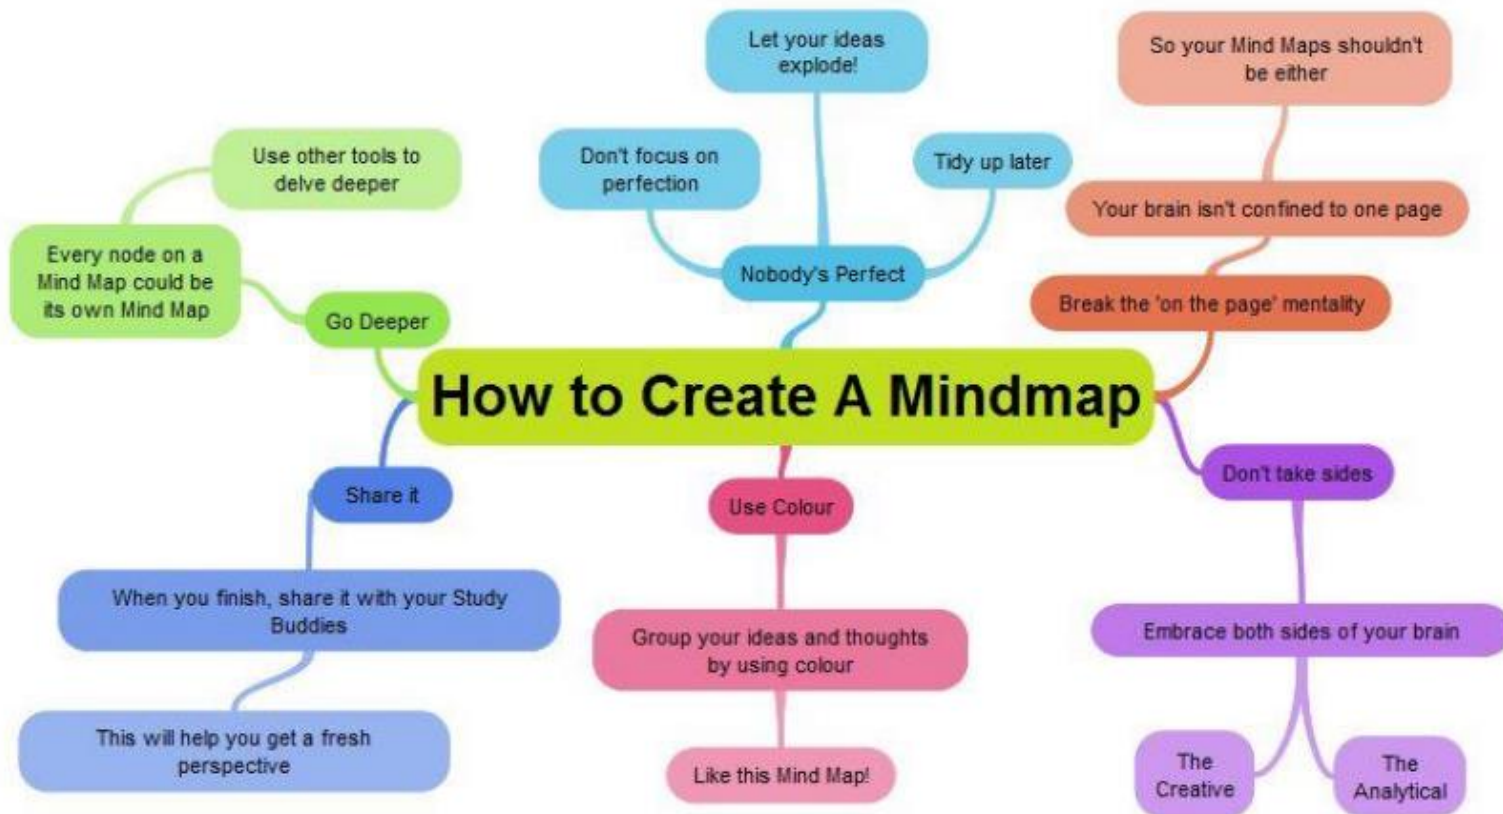 Let your ideas
explode!
So your Mind Maps shouldn't
be either
Use other tools to
delve deeper
Don't focus on
perfection
Tidy up later
Your brain isn't confined to one page
Every node on a
Mind Map could be
its own Mind Map
Nobody's Perfect
Break the 'on the page' mentality
Go Deeper
How to Create A Mindmap
Share it
Use Colour
Don't take sides
When you finish, share it with your Study
Buddies
Group your ideas and thoughts
by using colour
Embrace both sides of your brain
This will help you get a fresh
perspective
Like this Mind Map!
The
Creative
The
Analytical